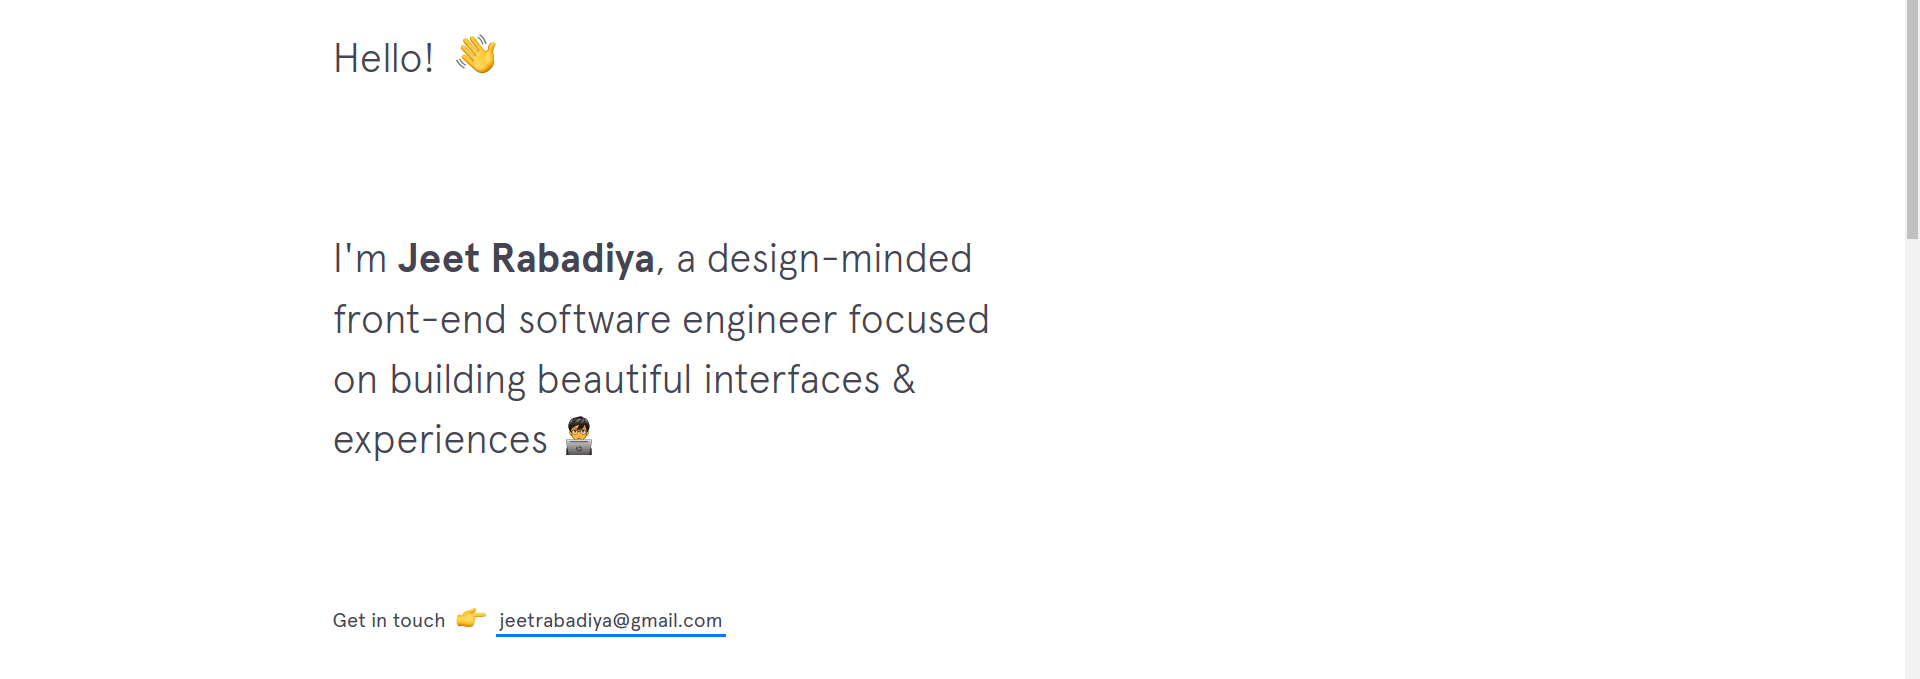 Hello! 👋
I'm Jeet Rabadiya, a design-minded
front-end software engineer focused
on building beautiful interfaces &
experiences 👨‍💻
Get in touch 👉 jeetrabadiya@gmail.com